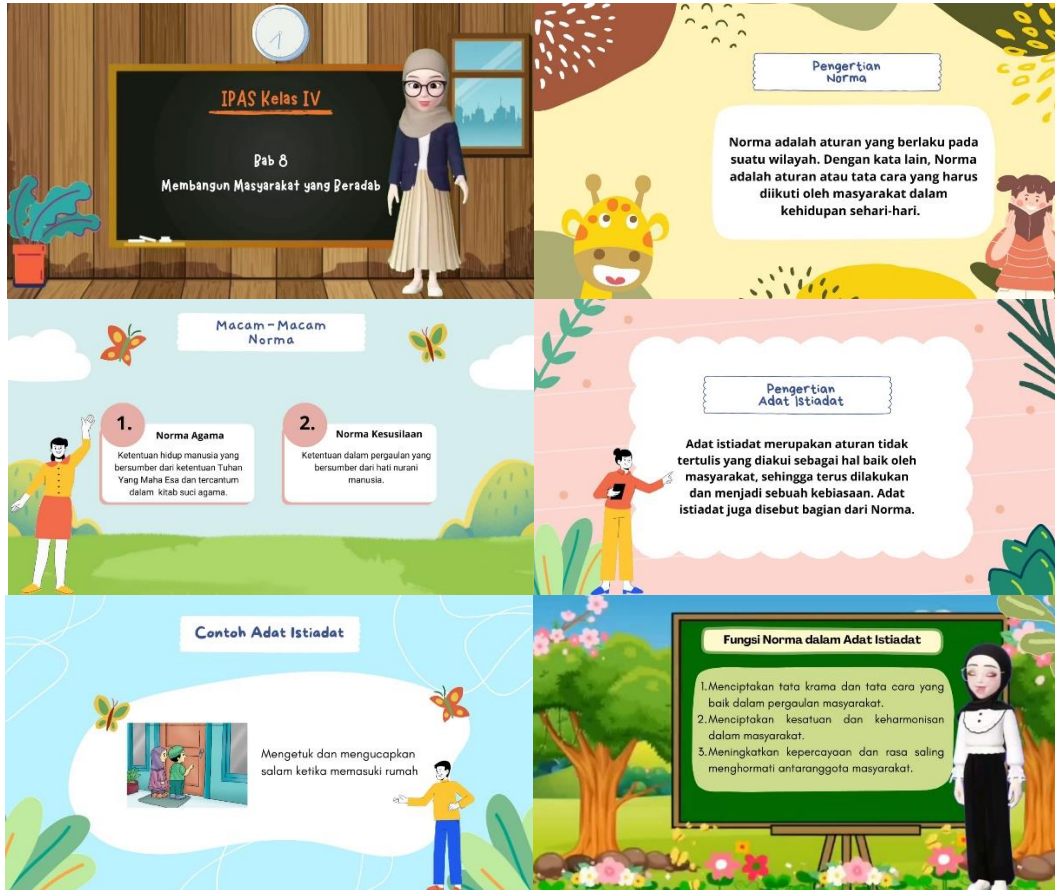 IPAS Kelas IV
Bab 8
Membangun Masyarakat yang Beradab
Pengertian
Norma
Norma adalah aturan yang berlaku pada
suatu wilayah. Dengan kata lain, Norma
adalah aturan atau tata cara yang harus
diikuti oleh masyarakat dalam
kehidupan sehari-hari.
Macam-Macam
Norma
1.
Norma Agama
Ketentuan hidup manusia yang
bersumber dari ketentuan Tuhan
Yang Maha Esa dan tercantum
dalam kitab suci agama.
2.
Norma Kesusilaan
Ketentuan dalam pergaulan yang
bersumber dari hati nurani
manusia.
Pengertian
Adat Istiadat
Adat istiadat merupakan aturan tidak
tertulis yang diakui sebagai hal baik oleh
masyarakat, sehingga terus dilakukan
dan menjadi sebuah kebiasaan. Adat
istiadat juga disebut bagian dari Norma.
Contoh Adat Istiadat
Mengetuk dan mengucapkan
salam ketika memasuki rumah
Fungsi Norma dalam Adat Istiadat
1. Menciptakan tata krama dan tata cara yang
baik dalam pergaulan masyarakat.
2. Menciptakan kesatuan dan keharmonisan
dalam masyarakat.
3. Meningkatkan kepercayaan dan rasa saling
menghormati antaranggota masyarakat.